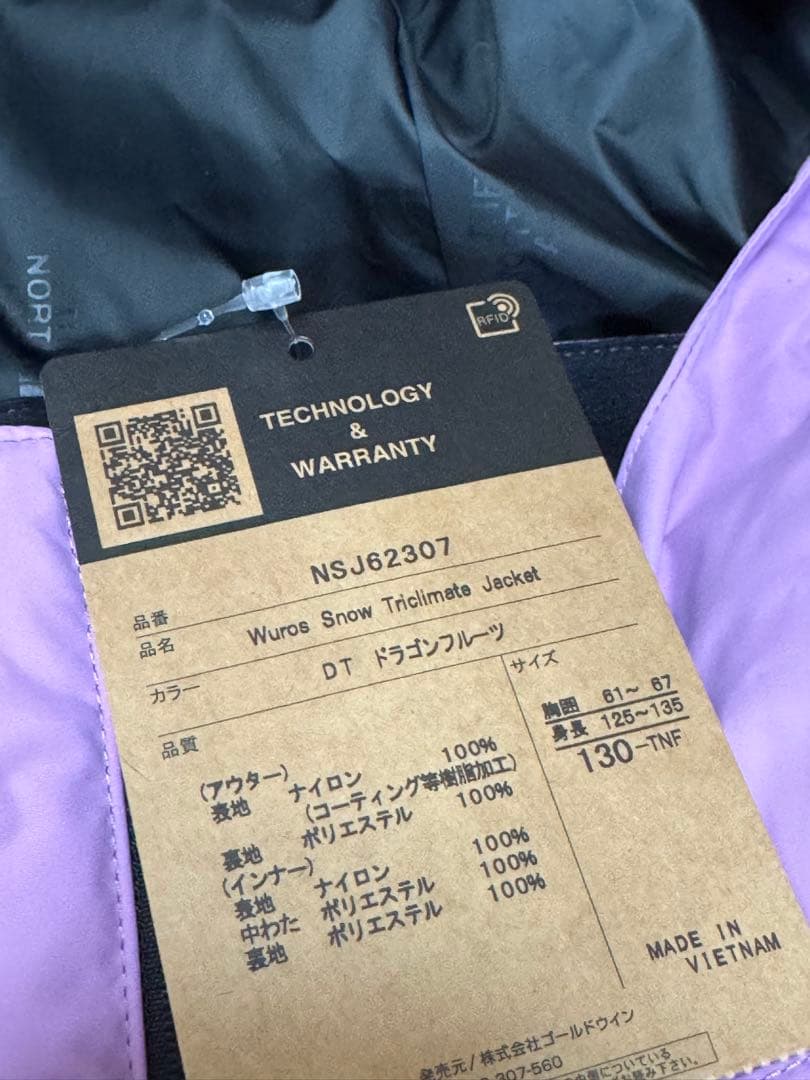 NORT
RFID
TECHNOLOGY
&
WARRANTY
品番 NSJ62307
品名 Wuros Snow Triclimate Jacket
カラー DT ドラゴンフルーツ
品質
(アウター)
表地 ナイロン 100%
(コーティング等樹脂加工)
裏地 ポリエステル 100%
(インナー)
表地 ナイロン 100%
中わた ポリエステル 100%
裏地 ポリエステル 100%
サイズ
胸囲 61~ 67
身長 125~135
130-TNF
MADE IN
VIETNAM
発売元/株式会社ゴールドウイン
307-560